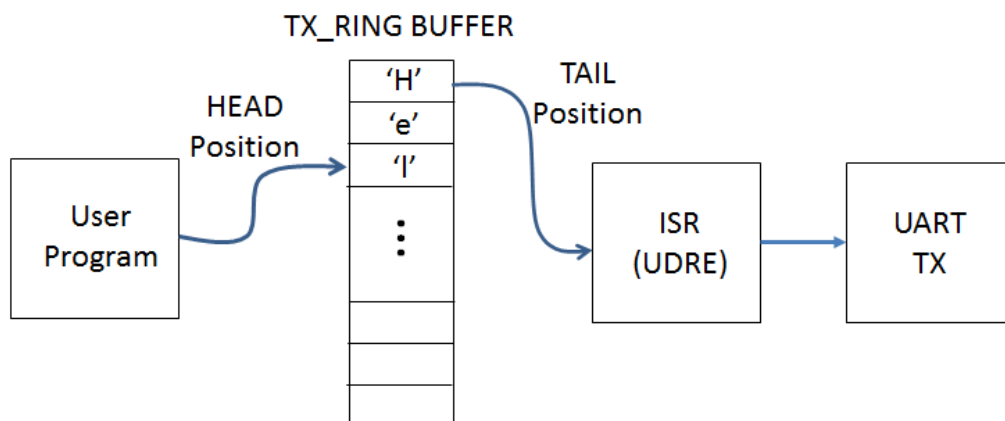 TX_RING BUFFER
HEAD
Position
TAIL
Position
‘H’
‘e’
‘l’
⋮
User
Program
ISR
(UDRE)
UART
TX